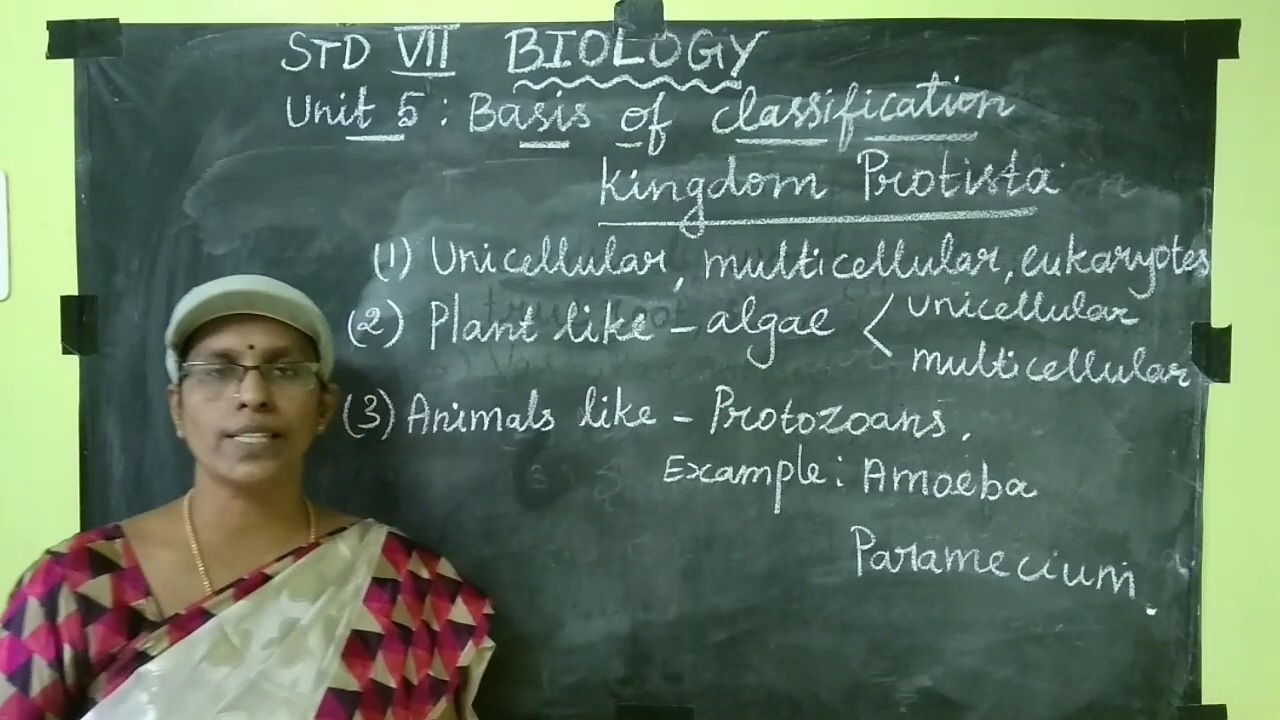 STD VII BIOLOGY
Unit 5 : Basis of classification
Kingdom Protista
(1) Unicellular, multicellular, eukaryotes
(2) Plant like - algae < unicellular
multicellular
(3) Animals like - Protozoans.
Example : Amoeba
Paramecium.